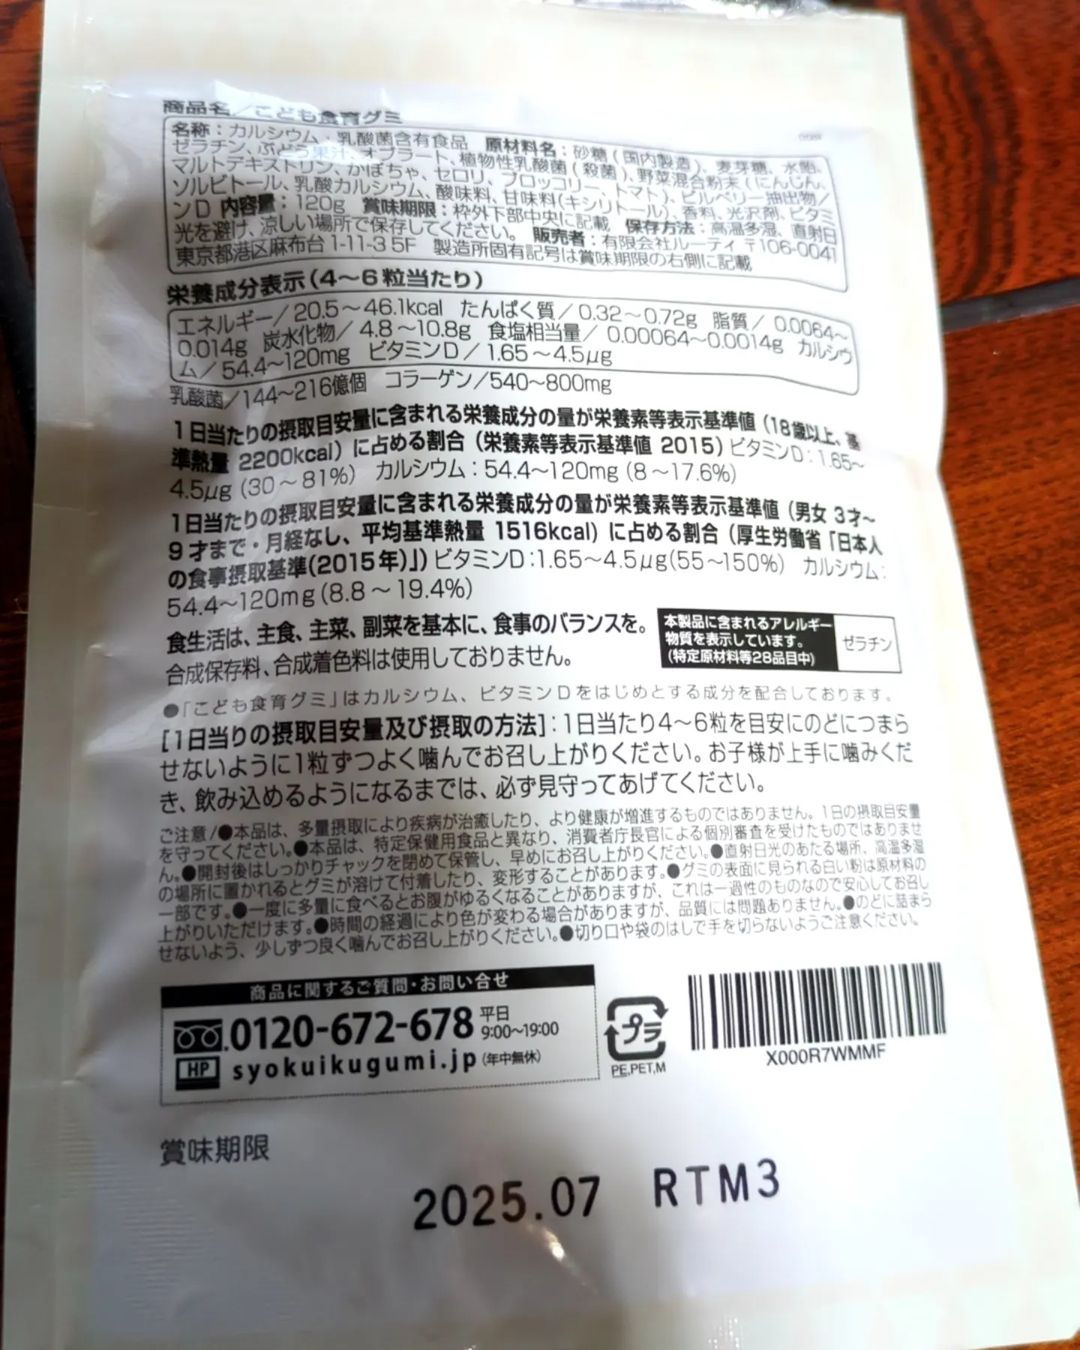 商品名／こども食育グミ
名称：カルシウム・乳酸菌含有食品 原材料名：砂糖（国内製造）、麦芽糖、水飴、
ゼラチン、ぶどう果汁、オブラート、植物性乳酸菌（殺菌）、野菜混合粉末（にんじん、
マルトデキストリン、かぼちゃ、セロリ、ブロッコリー、トマト）、ビルベリー抽出物／
ソルビトール、乳酸カルシウム、酸味料、甘味料(キシリトール)、香料、光沢剤、ビタミ
ンD 内容量：120g 賞味期限：枠外下部中央に記載 保存方法：高温多湿、直射日
光を避け、涼しい場所で保存してください。 販売者：有限会社ルーティ 〒106-0041
東京都港区麻布台1-11-3 5F 製造所固有記号は賞味期限の右側に記載
栄養成分表示（4～6粒当たり）
エネルギー／20.5～46.1kcal たんぱく質／0.32～0.72g 脂質／0.0064～
0.014g 炭水化物／4.8～10.8g 食塩相当量／0.00064～0.0014g カルシウ
ム／54.4～120mg ビタミンD／1.65～4.5μg
乳酸菌／144～216億個 コラーゲン／540～800mg
1日当たりの摂取目安量に含まれる栄養成分の量が栄養素等表示基準値（18歳以上、基
準熱量 2200kcal）に占める割合（栄養素等表示基準値 2015）ビタミンD：1.65～
4.5μg（30～81%） カルシウム：54.4～120mg（8～17.6%）
1日当たりの摂取目安量に含まれる栄養成分の量が栄養素等表示基準値（男女 3才～
9才まで・月経なし、平均基準熱量 1516kcal）に占める割合（厚生労働省「日本人
の食事摂取基準(2015年)」）ビタミンD：1.65～4.5μg(55～150%） カルシウム：
54.4～120mg（8.8～19.4%）
食生活は、主食、主菜、副菜を基本に、食事のバランスを。
合成保存料、合成着色料は使用しておりません。
本製品に含まれるアレルギー
物質を表示しています。
(特定原材料等28品目中)
ゼラチン
●「こども食育グミ」はカルシウム、ビタミンDをはじめとする成分を配合しております。
［1日当りの摂取目安量及び摂取の方法］：1日当たり4～6粒を目安にのどにつまら
せないように1粒ずつよく噛んでお召し上がりください。お子様が上手に噛みくだ
き、飲み込めるようになるまでは、必ず見守ってあげてください。
ご注意／●本品は、多量摂取により疾病が治癒したり、より健康が増進するものではありません。1日の摂取目安量
を守ってください。●本品は、特定保健用食品と異なり、消費者庁長官による個別審査を受けたものではありませ
ん。●開封後はしっかりチャックを閉めて保管し、早めにお召し上がりください。●直射日光のあたる場所、高温多湿
の場所に置かれるとグミが溶けて付着したり、変形することがあります。●グミの表面に見られる白い粉は原材料の
一部です。●一度に多量に食べるとお腹がゆるくなることがありますが、これは一過性のものなので安心してお召し
上がりいただけます。●時間の経過により色が変わる場合がありますが、品質には問題ありません。●のどに詰まら
せないよう、少しずつ良く噛んでお召し上がりください。●切り口や袋のはしで手を切らないようご注意ください。
商品に関するご質問・お問い合せ
0120-672-678 平日
9:00～19:00
HP syokuikugumi.jp（年中無休）
プラ
PE,PET,M
X000R7WMMF
賞味期限
2025.07 RTM3